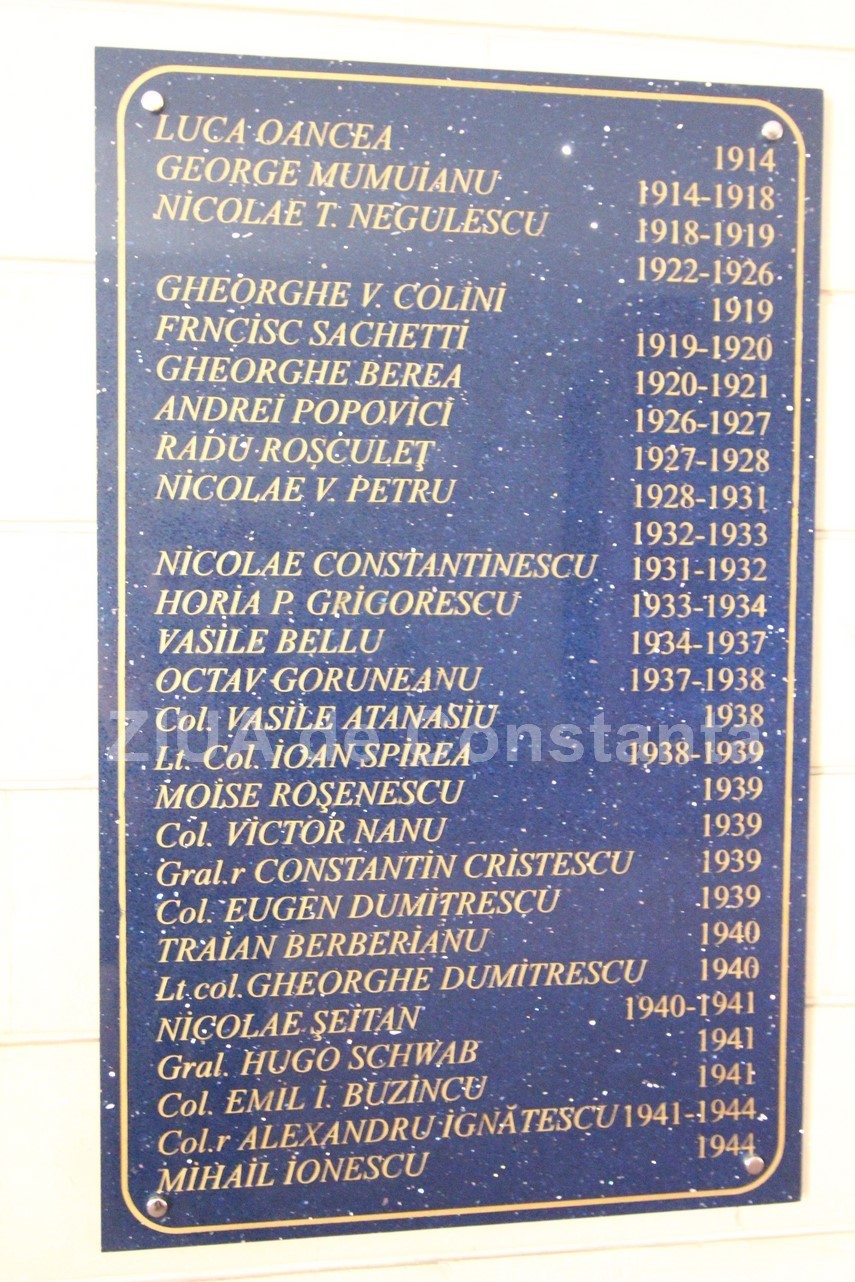 LUCA OANCEA 1914
GEORGE MUMUIANU 1914-1918
NICOLAE T. NEGULESCU 1918-1919
1922-1926
GHEORGHE V. COLINI 1919
FRNCISC SACHETTI 1919-1920
GHEORGHE BEREA 1920-1921
ANDREI POPOVICI 1926-1927
RADU ROSCULEŢ 1927-1928
NICOLAE V. PETRU 1928-1931
1932-1933
NICOLAE CONSTANTINESCU 1931-1932
HORIA P. GRIGORESCU 1933-1934
VASILE BELLU 1934-1937
OCTAV GORUNEANU 1937-1938
Col. VASILE ATANASIU 1938
ZIUA de Constanta
Lt. Col. IOAN SPIREA 1938-1939
MOISE ROŞENESCU 1939
Col. VICTOR NANU 1939
Gral.r CONSTANTIN CRISTESCU 1939
Col. EUGEN DUMITRESCU 1939
TRAIAN BERBERIANU 1940
Lt.col. GHEORGHE DUMITRESCU 1940
NICOLAE ŞEITAN 1940-1941
Gral. HUGO SCHWAB 1941
Col. EMIL I. BUZINCU 1941
Col.r ALEXANDRU IGNĂTESCU 1941-1944
MIHAIL IONESCU 1944